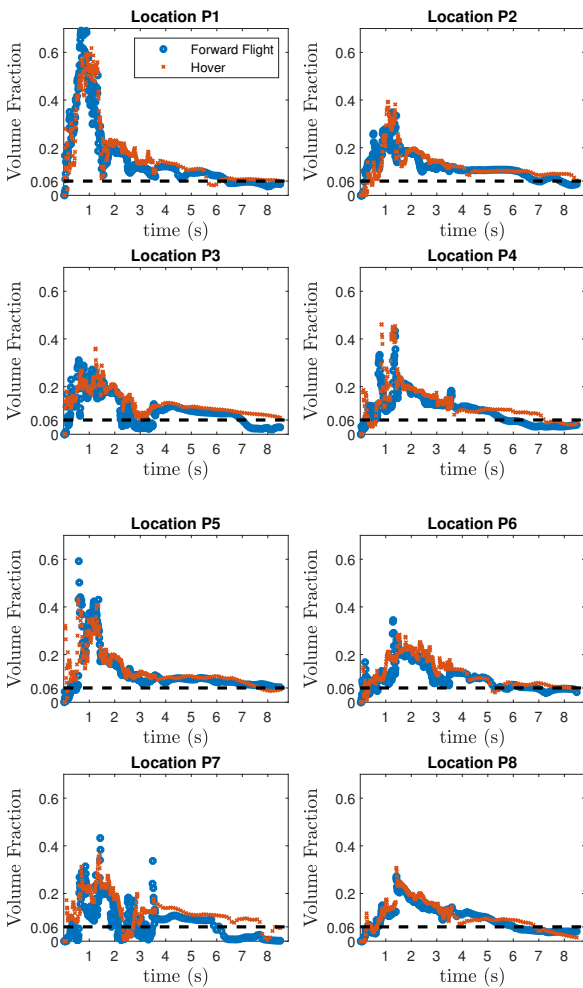 Location P1
Volume Fraction
0.6
0.4
0.2
0.06
0
Forward Flight
Hover
1 2 3 4 5 6 7 8
time (s)
Location P2
Volume Fraction
0.6
0.4
0.2
0.06
0
1 2 3 4 5 6 7 8
time (s)
Location P3
Volume Fraction
0.6
0.4
0.2
0.06
0
1 2 3 4 5 6 7 8
time (s)
Location P4
Volume Fraction
0.6
0.4
0.2
0.06
0
1 2 3 4 5 6 7 8
time (s)
Location P5
Volume Fraction
0.6
0.4
0.2
0.06
0
1 2 3 4 5 6 7 8
time (s)
Location P6
Volume Fraction
0.6
0.4
0.2
0.06
0
1 2 3 4 5 6 7 8
time (s)
Location P7
Volume Fraction
0.6
0.4
0.2
0.06
0
1 2 3 4 5 6 7 8
time (s)
Location P8
Volume Fraction
0.6
0.4
0.2
0.06
0
1 2 3 4 5 6 7 8
time (s)